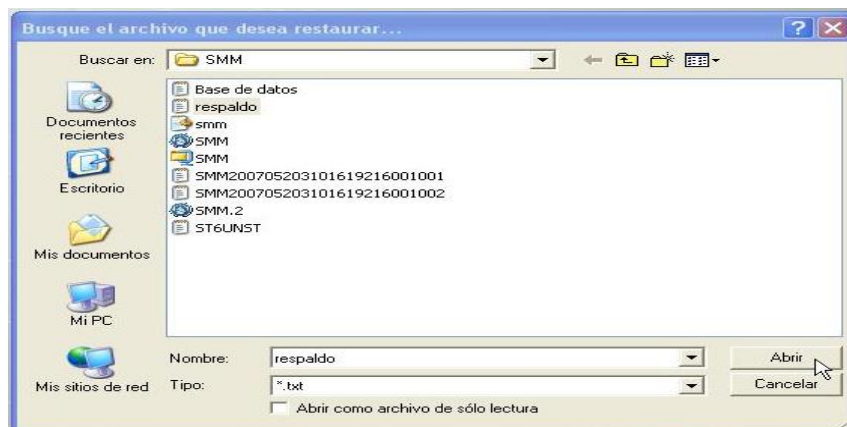 Busque el archivo que desea restaurar...
Buscar en: SMM
Base de datos
respaldo
smm
SMM
SMM
SMM20070520310161921600​1001
SMM200705203101619216001002
SMM.2
ST6UNST
Documentos recientes
Escritorio
Mis documentos
Mi PC
Mis sitios de red
Nombre: respaldo Abrir
Tipo: *.txt Cancelar
Abrir como archivo de sólo lectura